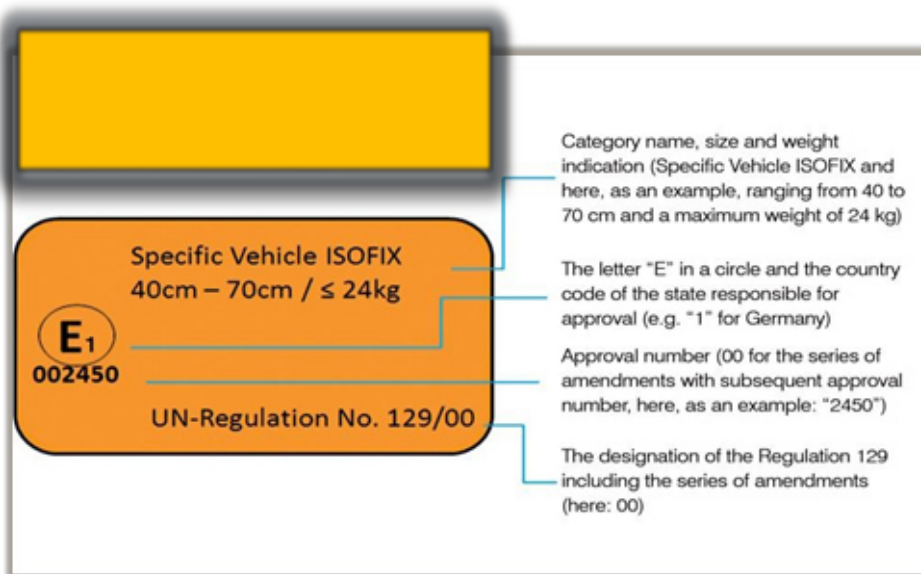 Specific Vehicle ISOFIX
40cm – 70cm / ≤ 24kg
E1
002450
UN-Regulation No. 129/00
Category name, size and weight
indication (Specific Vehicle ISOFIX and
here, as an example, ranging from 40 to
70 cm and a maximum weight of 24 kg)
The letter “E” in a circle and the country
code of the state responsible for
approval (e.g. “1” for Germany)
Approval number (00 for the series of
amendments with subsequent approval
number, here, as an example: “2450”)
The designation of the Regulation 129
including the series of amendments
(here: 00)